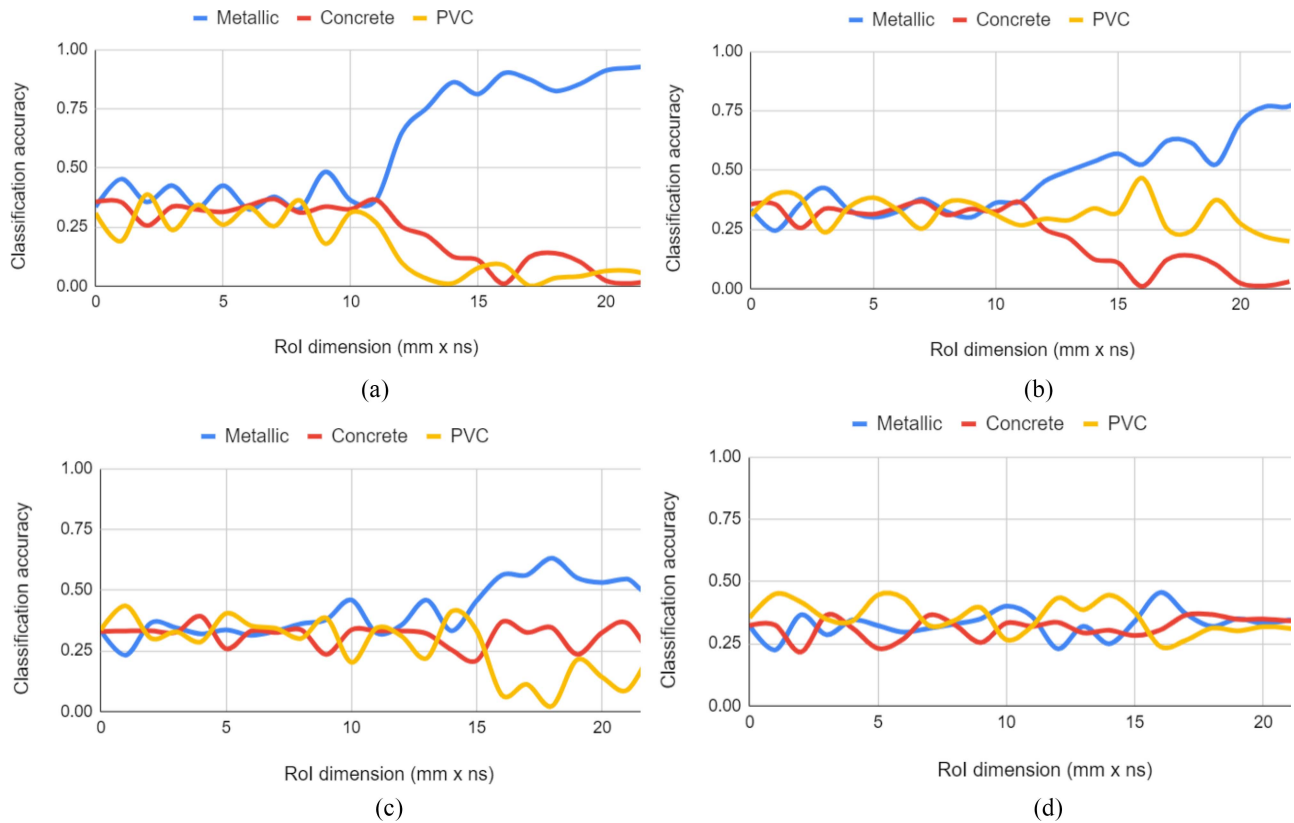 Metallic Concrete PVC
Classification accuracy
1.00
0.75
0.50
0.25
0.00
0 5 10 15 20
RoI dimension (mm x ns)
(a)
Metallic Concrete PVC
Classification accuracy
1.00
0.75
0.50
0.25
0.00
0 5 10 15 20
RoI dimension (mm x ns)
(b)
Metallic Concrete PVC
Classification accuracy
1.00
0.75
0.50
0.25
0.00
0 5 10 15 20
RoI dimension (mm x ns)
(c)
Metallic Concrete PVC
Classification accuracy
1.00
0.75
0.50
0.25
0.00
0 5 10 15 20
RoI dimension (mm x ns)
(d)